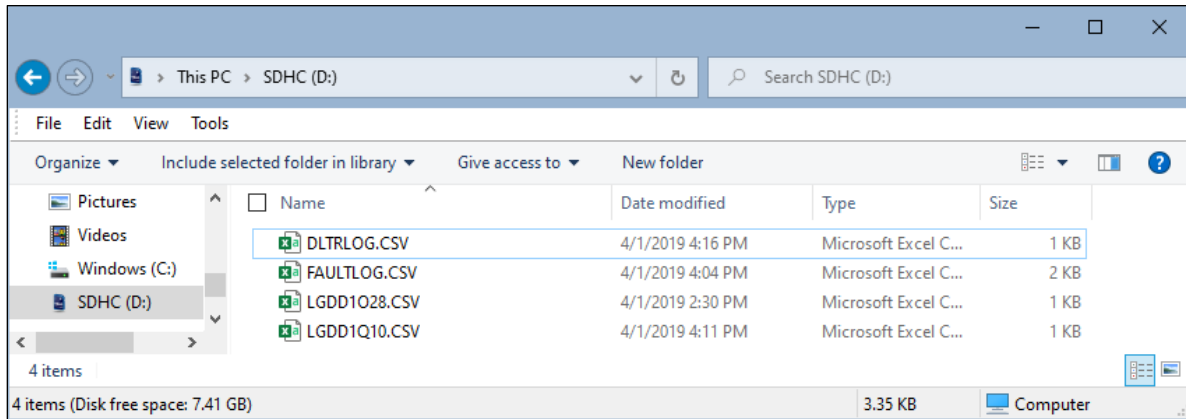 This PC > SDHC (D:) Search SDHC (D:)
File Edit View Tools
Organize Include selected folder in library Give access to New folder
Pictures
Videos
Windows (C:)
SDHC (D:)
Name Date modified Type Size
DLTRLOG.CSV 4/1/2019 4:16 PM Microsoft Excel C... 1 KB
FAULTLOG.CSV 4/1/2019 4:04 PM Microsoft Excel C... 2 KB
LGDD1O28.CSV 4/1/2019 2:30 PM Microsoft Excel C... 1 KB
LGDD1Q10.CSV 4/1/2019 4:11 PM Microsoft Excel C... 1 KB
4 items
4 items (Disk free space: 7.41 GB) 3.35 KB Computer